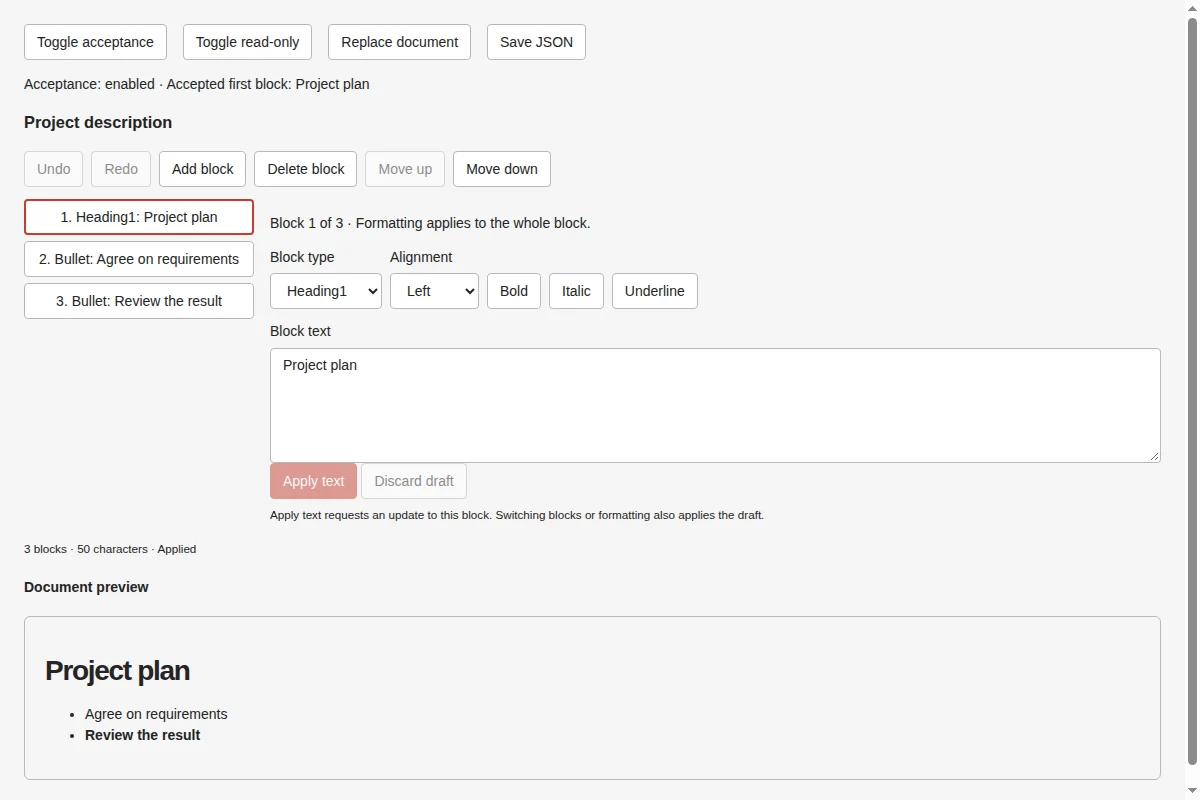 Toggle acceptance Toggle read-only Replace document Save JSON
Acceptance: enabled · Accepted first block: Project plan
Project description
Undo Redo Add block Delete block Move up Move down
1. Heading1: Project plan
2. Bullet: Agree on requirements
3. Bullet: Review the result
Block 1 of 3 · Formatting applies to the whole block.
Block type Alignment
Heading1 Left Bold Italic Underline
Block text
Project plan
Apply text Discard draft
Apply text requests an update to this block. Switching blocks or formatting also applies the draft.
3 blocks · 50 characters · Applied
Document preview
Project plan
• Agree on requirements
• Review the result